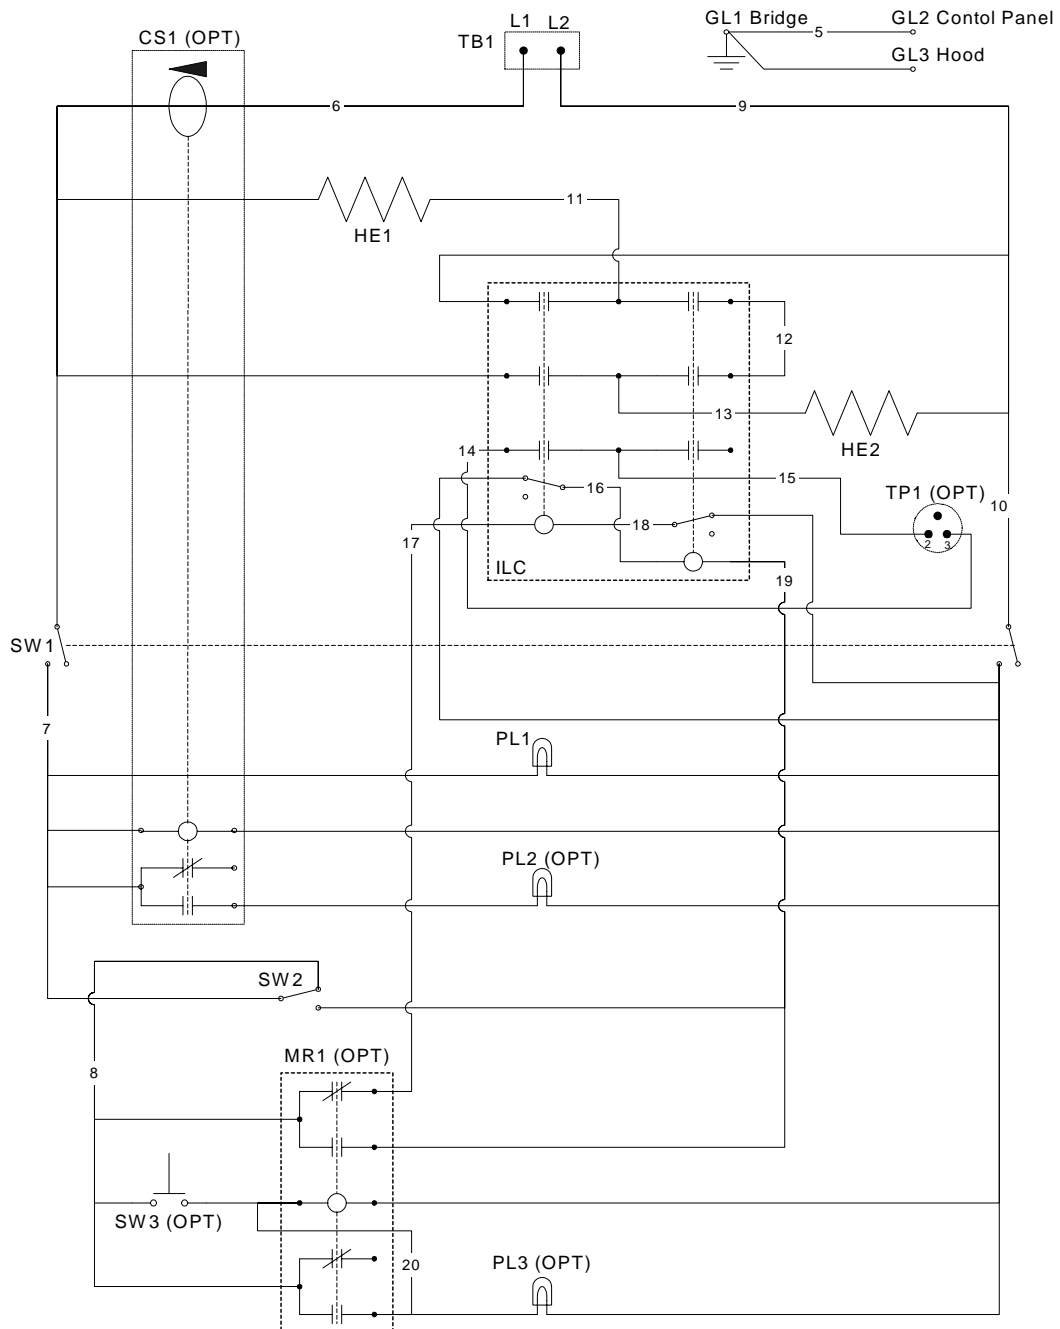 GL1 Bridge
GL2 Contol Panel
L1
L2
CS1 (OPT)
TB1
5
GL3 Hood
6
9
11
HE1
12
13
HE2
14
15
TP1 (OPT)
16
10
17
18
2
3
ILC
19
SW1
7
PL1
PL2 (OPT)
SW2
MR1 (OPT)
8
SW3 (OPT)
20
PL3 (OPT)